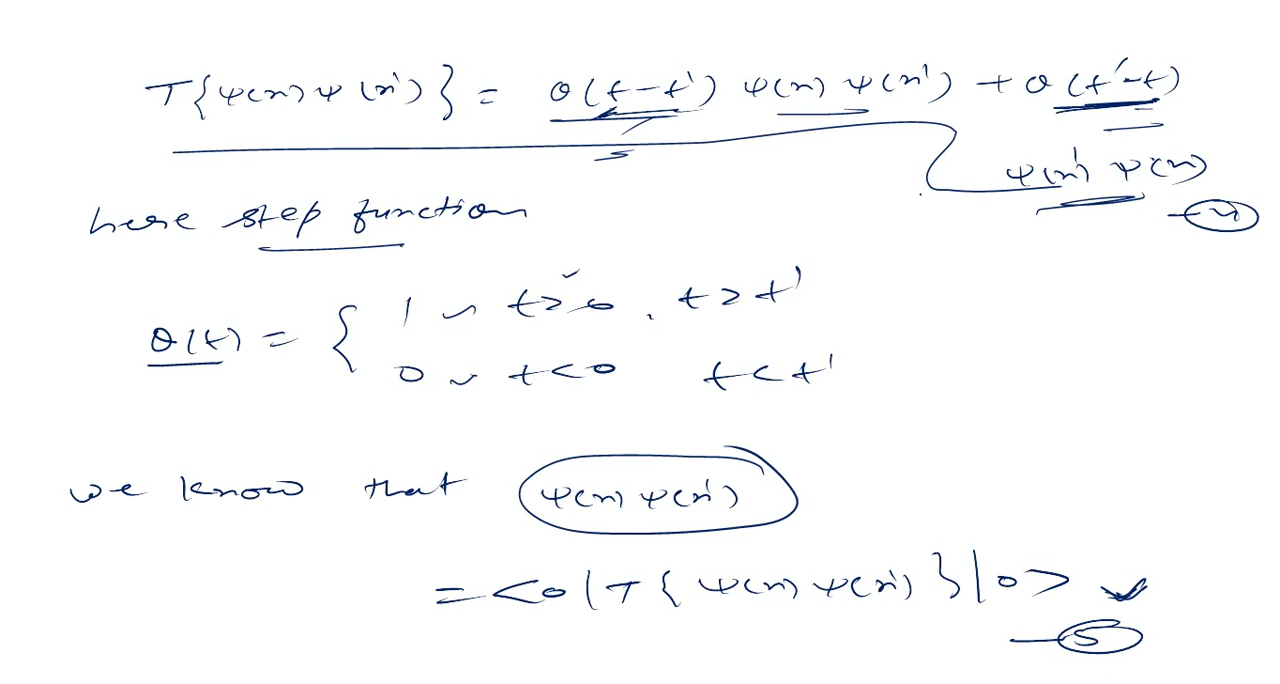 T{ψ(x) ψ(x')} = θ(t-t') ψ(x) ψ(x') + θ(t'-t)
ψ(x') ψ(x) -(4)
here step function
θ(t) = { 1 ~ t>0, t>t'
0 ~ t<0 t<t'
we know that ψ(x) ψ(x')
= <0|T{ψ(x) ψ(x')}|0> -(5)